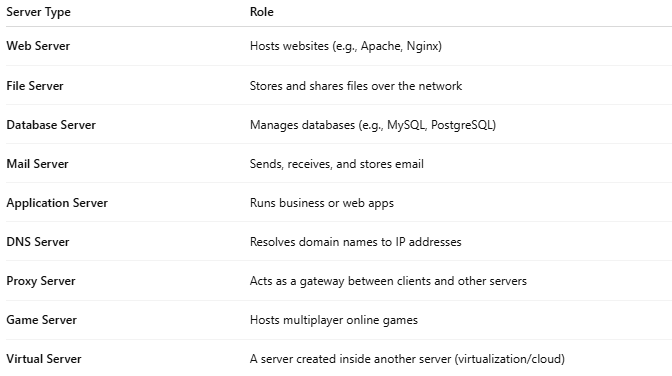 Server Type Role
Web Server Hosts websites (e.g., Apache, Nginx)
File Server Stores and shares files over the network
Database Server Manages databases (e.g., MySQL, PostgreSQL)
Mail Server Sends, receives, and stores email
Application Server Runs business or web apps
DNS Server Resolves domain names to IP addresses
Proxy Server Acts as a gateway between clients and other servers
Game Server Hosts multiplayer online games
Virtual Server A server created inside another server (virtualization/cloud)